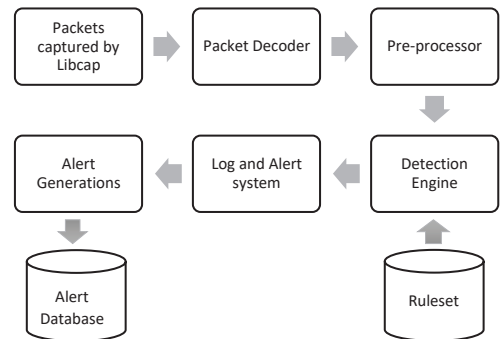 Packets
captured by
Libcap
Packet Decoder
Pre-processor
Alert
Generations
Log and Alert
system
Detection
Engine
Alert
Database
Ruleset